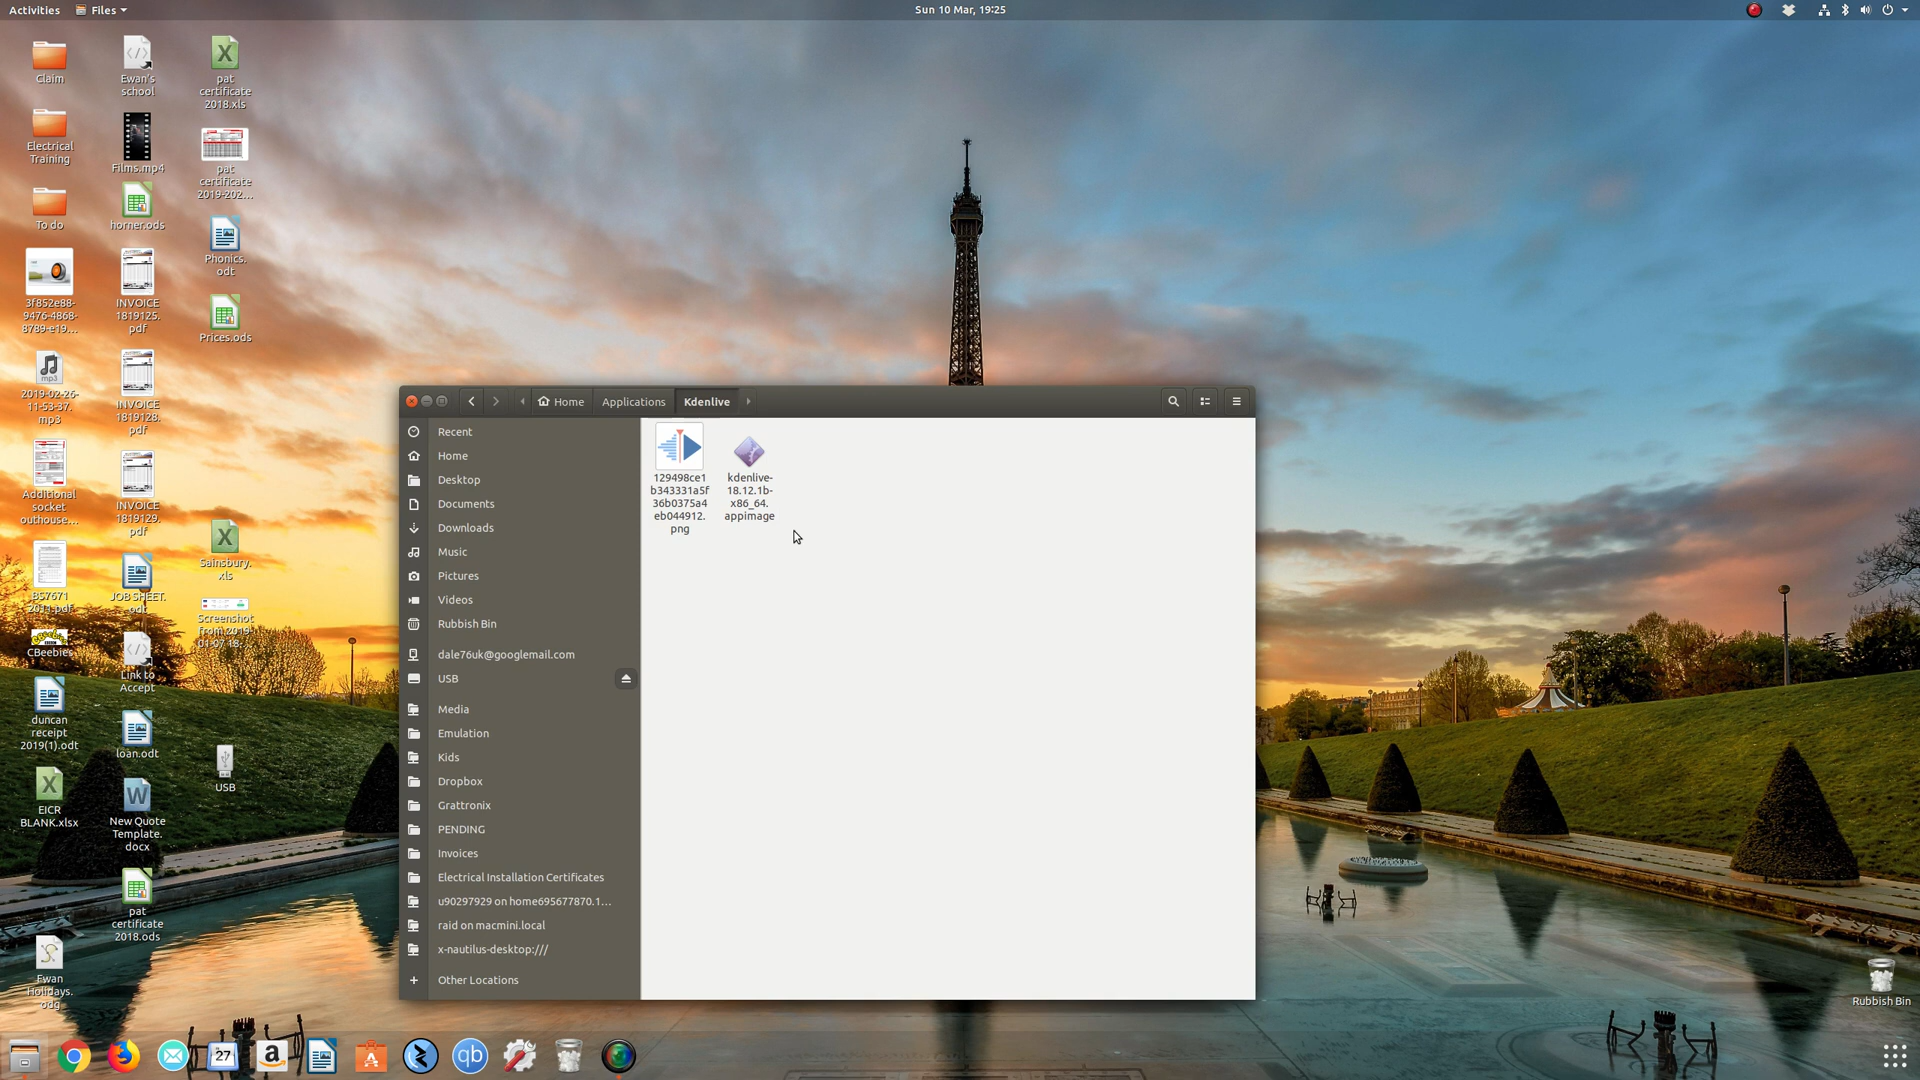 Activities
Files
Sun 10 Mar, 19:25
Claim
Ewan's
school
pat
certificate
2018.xls
Electrical
Training
Films.mp4
pat
certificate
2019-202...
To do
horner.ods
Phonics.
odt
3f852e88-
9476-4868-
8789-e19...
INVOICE
1819125.
pdf
Prices.ods
mp3
2019-02-26-
11-53-37.
mp3
INVOICE
1819128.
pdf
Additional
socket
outhouse...
INVOICE
1819129.
pdf
Sainsbury.
xls
BS7671
2011.pdf
JOB SHEET.
odt
Screenshot
from 2019-
01-07 18-...
CBeebies
Link to
Accept
duncan
receipt
2019(1).odt
loan.odt
USB
EICR
BLANK.xlsx
New Quote
Template.
docx
pat
certificate
2018.ods
Ewan
Holidays.
odg
Home
Applications
Kdenlive
Recent
Home
Desktop
Documents
Downloads
Music
Pictures
Videos
Rubbish Bin
dale76uk@googlemail.com
USB
Media
Emulation
Kids
Dropbox
Grattronix
PENDING
Invoices
Electrical Installation Certificates
u90297929 on home695677870.1...
raid on macmini.local
x-nautilus-desktop:///
Other Locations
129498ce1
b343331a5f
36b0375a4
eb044912.
png
kdenlive-
18.12.1b-
x86_64.
appimage
Rubbish Bin
27
a
qb